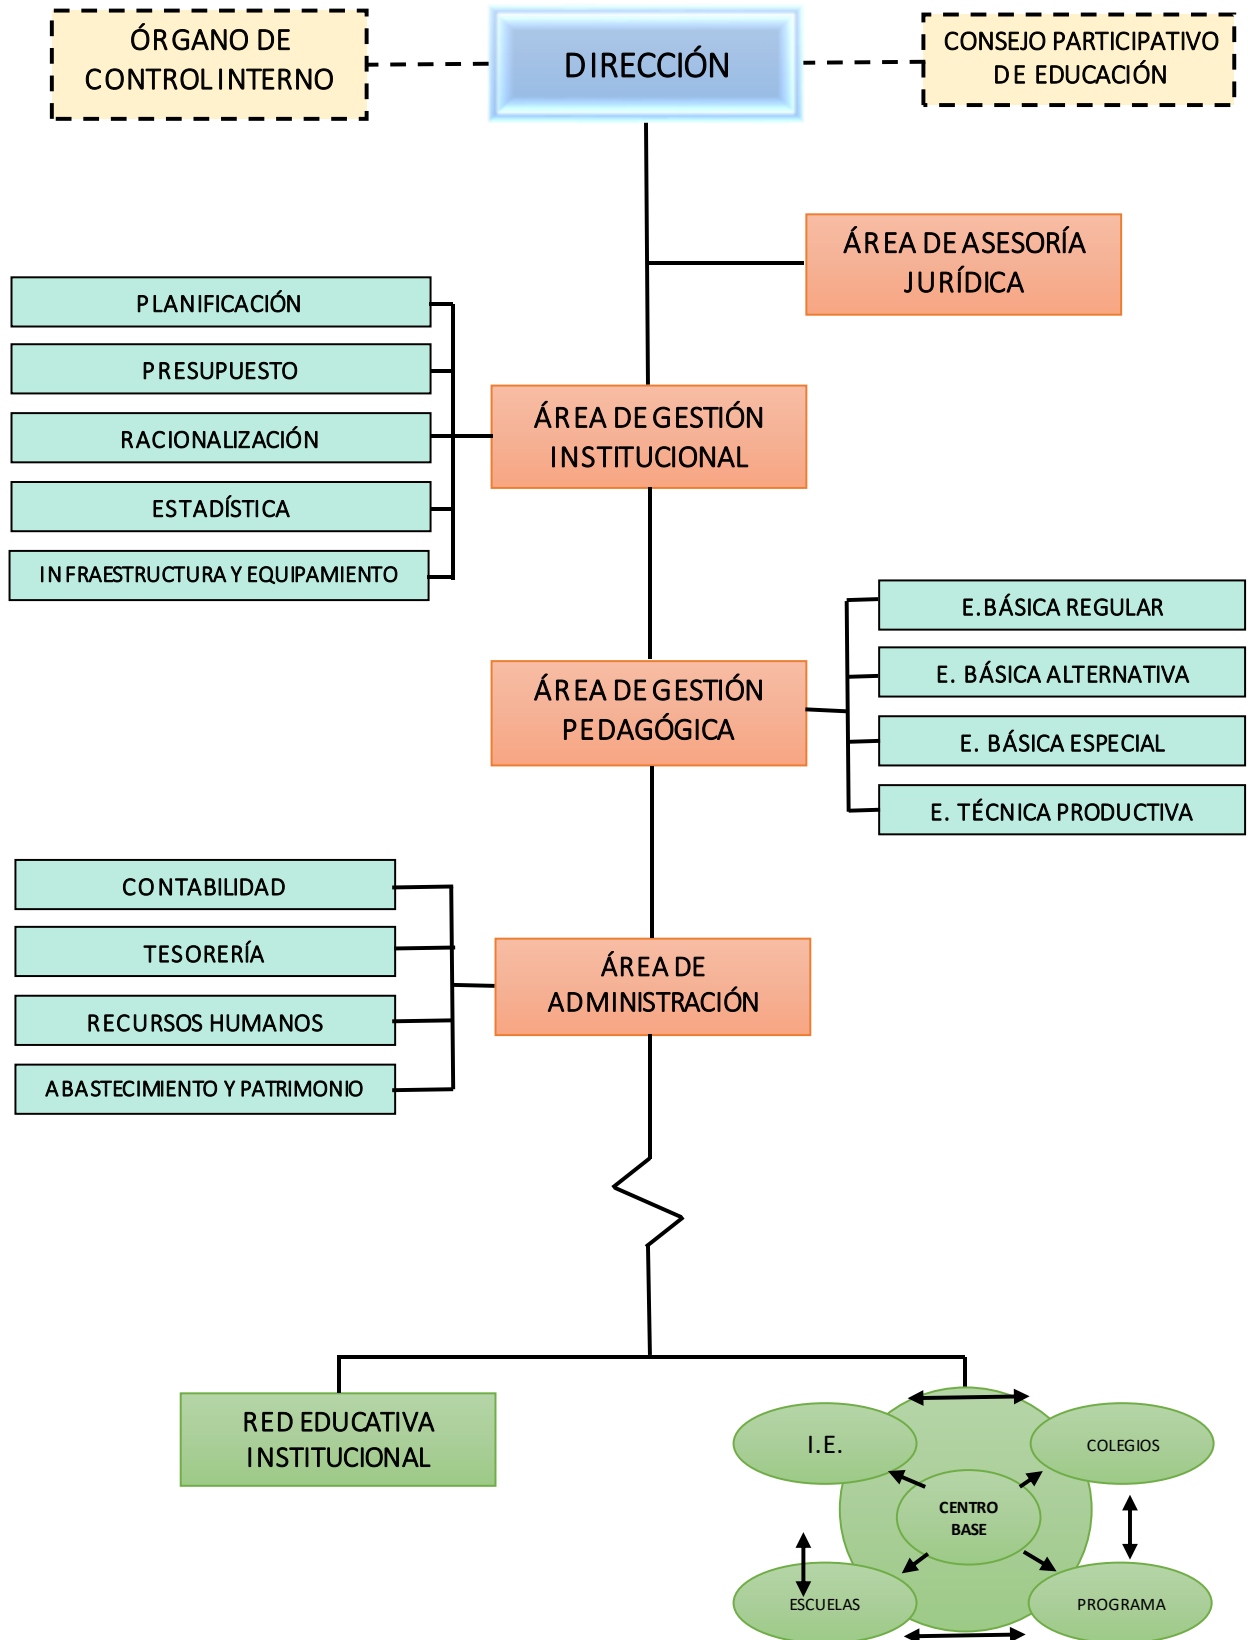 ÓRGANO DE
CONTROL INTERNO
DIRECCIÓN
CONSEJO PARTICIPATIVO
DE EDUCACIÓN
ÁREA DE ASESORÍA
JURÍDICA
PLANIFICACIÓN
PRESUPUESTO
RACIONALIZACIÓN
ESTADÍSTICA
INFRAESTRUCTURA Y EQUIPAMIENTO
ÁREA DE GESTIÓN
INSTITUCIONAL
ÁREA DE GESTIÓN
PEDAGÓGICA
E.BÁSICA REGULAR
E. BÁSICA ALTERNATIVA
E. BÁSICA ESPECIAL
E. TÉCNICA PRODUCTIVA
CONTABILIDAD
TESORERÍA
RECURSOS HUMANOS
ABASTECIMIENTO Y PATRIMONIO
ÁREA DE
ADMINISTRACIÓN
RED EDUCATIVA
INSTITUCIONAL
I.E.
COLEGIOS
CENTRO
BASE
ESCUELAS
PROGRAMA